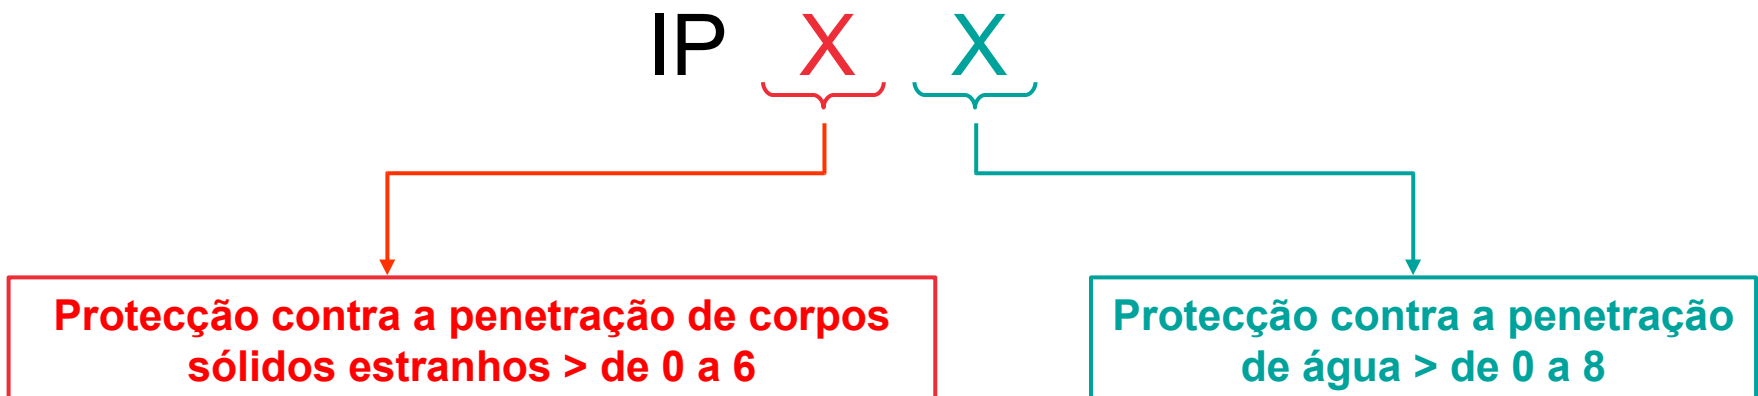 IP X X
Protecção contra a penetração de corpos
sólidos estranhos > de 0 a 6
Protecção contra a penetração
de água > de 0 a 8